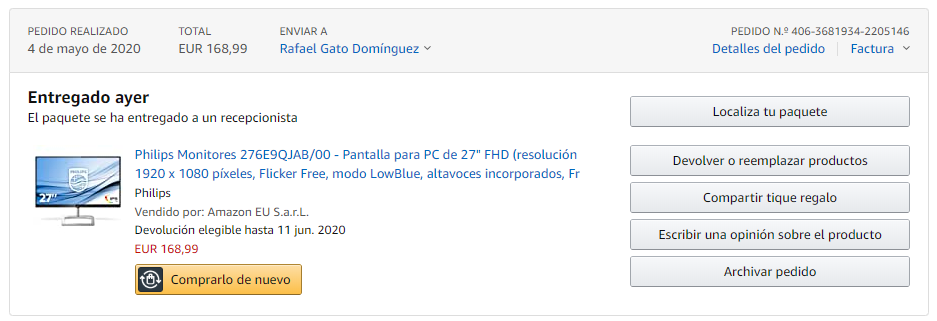 PEDIDO REALIZADO
TOTAL
ENVIAR A
PEDIDO N.º 406-3681934-2205146
4 de mayo de 2020
EUR 168,99
Rafael Gato Domínguez
Detalles del pedido
Factura
Entregado ayer
El paquete se ha entregado a un recepcionista
Localiza tu paquete
Devolver o reemplazar productos
Compartir tique regalo
Escribir una opinión sobre el producto
Archivar pedido
PHILIPS
27"
Philips Monitores 276E9QJAB/00 - Pantalla para PC de 27" FHD (resolución
1920 x 1080 píxeles, Flicker Free, modo LowBlue, altavoces incorporados, Fr
Philips
Vendido por: Amazon EU S.a.r.L.
Devolución elegible hasta 11 jun. 2020
EUR 168,99
Comprarlo de nuevo